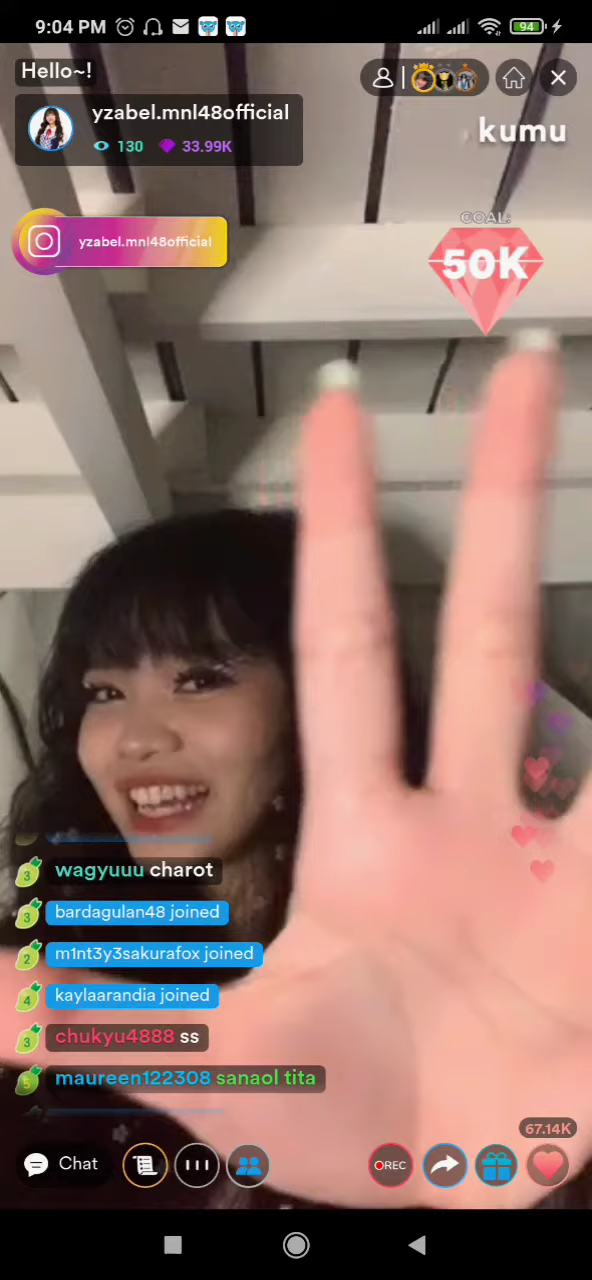 9:04 PM
94
Hello~!
yzabel.mnl48official
130
33.99K
kumu
yzabel.mnl48official
GOAL:
50K
3 wagyuuu charot
3 bardagulan48 joined
2 m1nt3y3sakurafox joined
4 kaylaarandia joined
3 chukyu4888 ss
5 maureen122308 sanaol tita
67.14K
Chat
REC